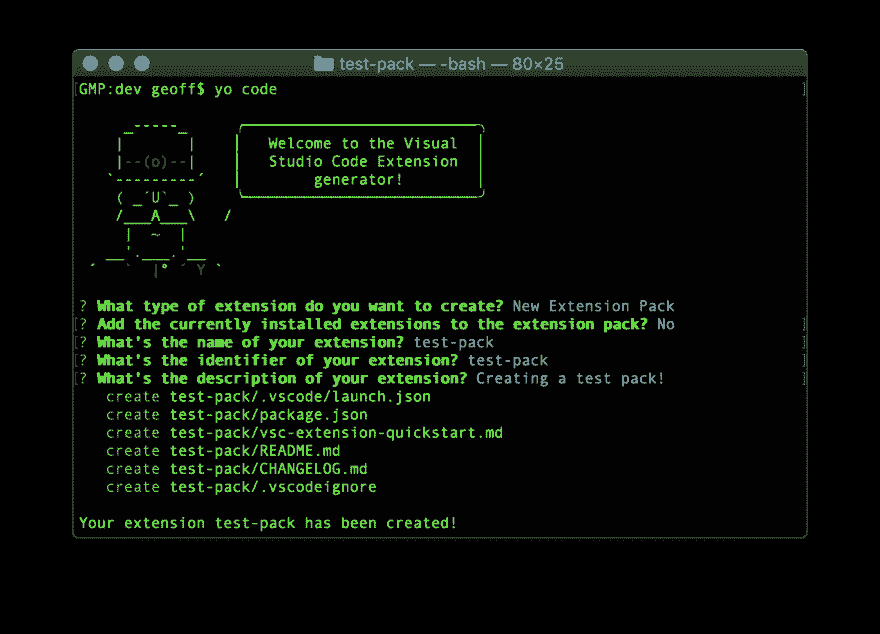 test-pack — -bash — 80×25
[GMP:dev geoff$ yo code ]
     _-----_     ╭──────────────────────────╮
    |       |    │   Welcome to the Visual  │
    |--(o)--|    │   Studio Code Extension  │
   `---------´   │        generator!        │
    ( _´U`_ )    ╰──────────────────────────╯
    /___A___\   /
     |  ~  |
   __'.___.'__
 ´   `  |° ´ Y `
? What type of extension do you want to create? New Extension Pack
[? Add the currently installed extensions to the extension pack? No ]
[? What's the name of your extension? test-pack ]
[? What's the identifier of your extension? test-pack ]
[? What's the description of your extension? Creating a test pack! ]
   create test-pack/.vscode/launch.json
   create test-pack/package.json
   create test-pack/vsc-extension-quickstart.md
   create test-pack/README.md
   create test-pack/CHANGELOG.md
   create test-pack/.vscodeignore
Your extension test-pack has been created!